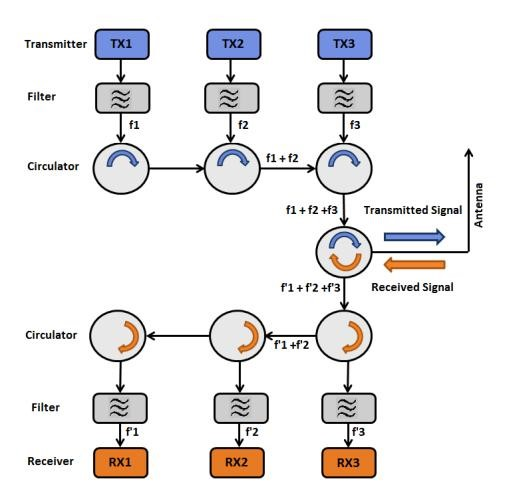 Transmitter TX1 TX2 TX3
Filter
f1 f2 f3
Circulator
f1 + f2
f1 + f2 +f3
Transmitted Signal
Antenna
Received Signal
f'1 + f'2 +f'3
Circulator
f'1 +f'2
Filter
f'1 f'2 f'3
Receiver RX1 RX2 RX3